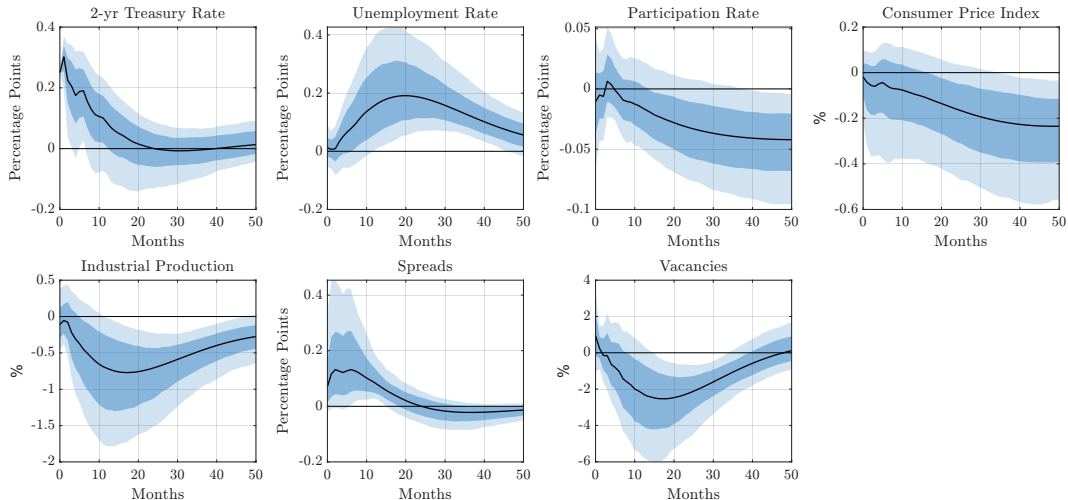 2-yr Treasury Rate
0.4
0.2
0
0.2
Percentage Points
0 10 20 30 40 50
Months
Unemployment Rate
0.4
0.2
0
0.2
Percentage Points
0 10 20 30 40 50
Months
Participation Rate
0.05
0
-0.05
-0.1
Percentage Points
0 10 20 30 40 50
Months
Consumer Price Index
0.2
0
-0.2
-0.4
-0.6
%
0 10 20 30 40 50
Months
Industrial Production
0.5
0
-0.5
-1
-1.5
-2
%
0 10 20 30 40 50
Months
Spreads
0.4
0.2
0
0.2
Percentage Points
0 10 20 30 40 50
Months
Vacancies
4
2
0
-2
-4
-6
%
0 10 20 30 40 50
Months